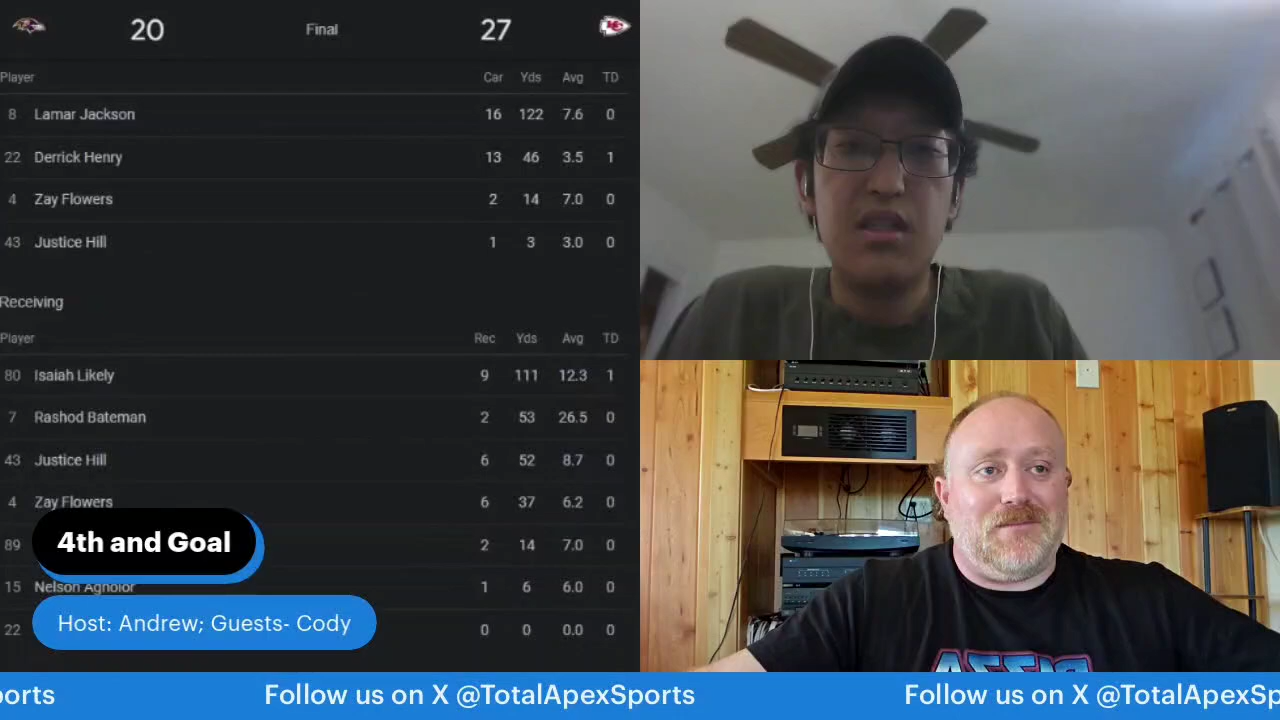 20 Final 27
Player Car Yds Avg TD
8 Lamar Jackson 16 122 7.6 0
22 Derrick Henry 13 46 3.5 1
4 Zay Flowers 2 14 7.0 0
43 Justice Hill 1 3 3.0 0
Receiving
Player Rec Yds Avg TD
80 Isaiah Likely 9 111 12.3 1
7 Rashod Bateman 2 53 26.5 0
43 Justice Hill 6 52 8.7 0
4 Zay Flowers 6 37 6.2 0
89 2 14 7.0 0
15 Nelson Agholor 1 6 6.0 0
22 0 0 0.0 0
4th and Goal
Host: Andrew; Guests- Cody
PIZZA
ports Follow us on X @TotalApexSports Follow us on X @TotalApexSp